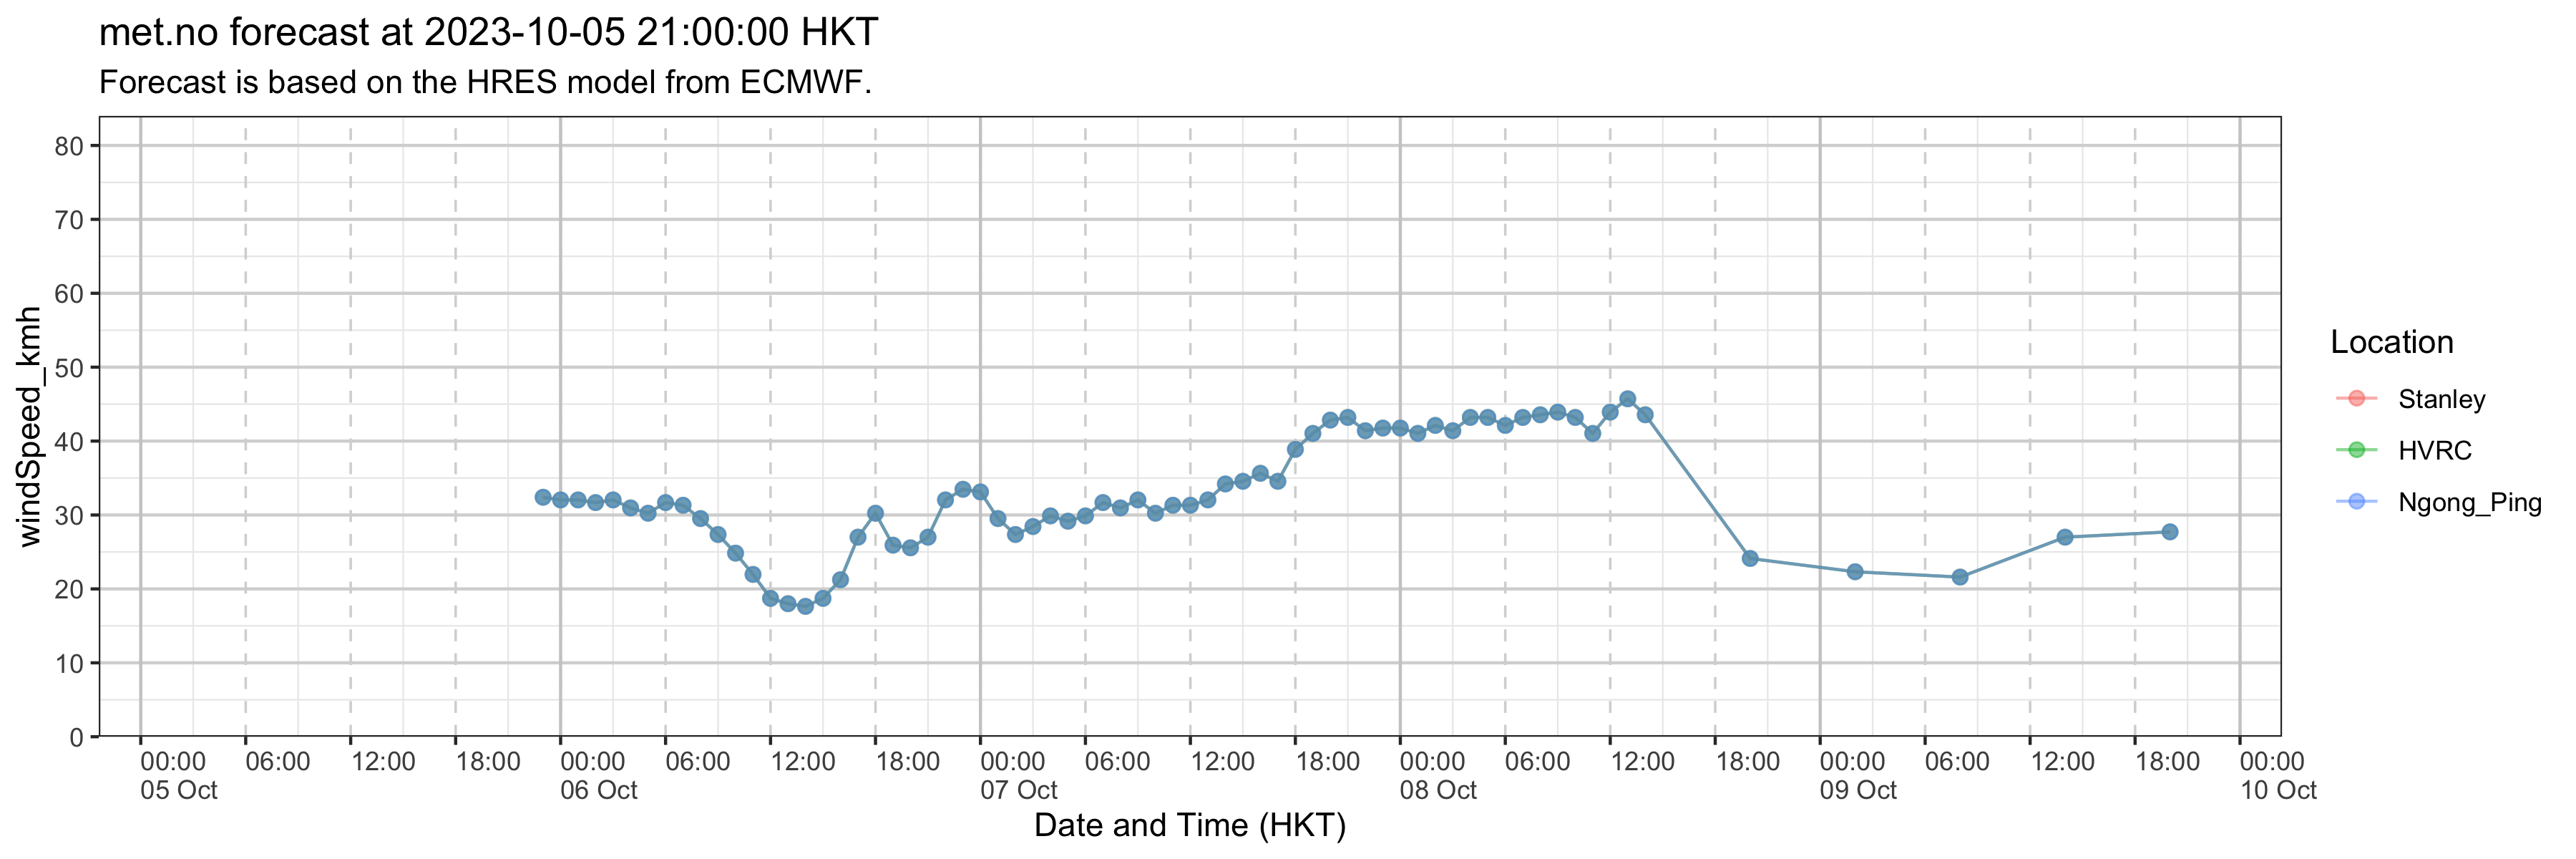 met.no forecast at 2023-10-05 21:00:00 HKT
Forecast is based on the HRES model from ECMWF.
windSpeed_kmh
80
70
60
50
40
30
20
10
0
00:00 06:00 12:00 18:00 00:00 06:00 12:00 18:00 00:00 06:00 12:00 18:00 00:00 06:00 12:00 18:00 00:00 06:00 12:00 18:00 00:00
05 Oct 06 Oct 07 Oct 08 Oct 09 Oct 10 Oct
Date and Time (HKT)
Location
Stanley
HVRC
Ngong_Ping